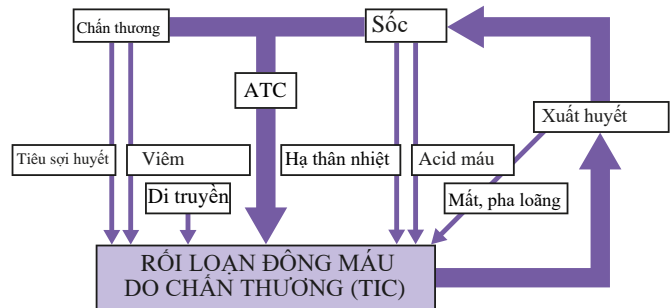 Chấn thương
Sốc
ATC
Xuất huyết
Tiêu sợi huyết
Viêm
Hạ thân nhiệt
Acid máu
Di truyền
Mất, pha loãng
RỐI LOẠN ĐÔNG MÁU
DO CHẤN THƯƠNG (TIC)